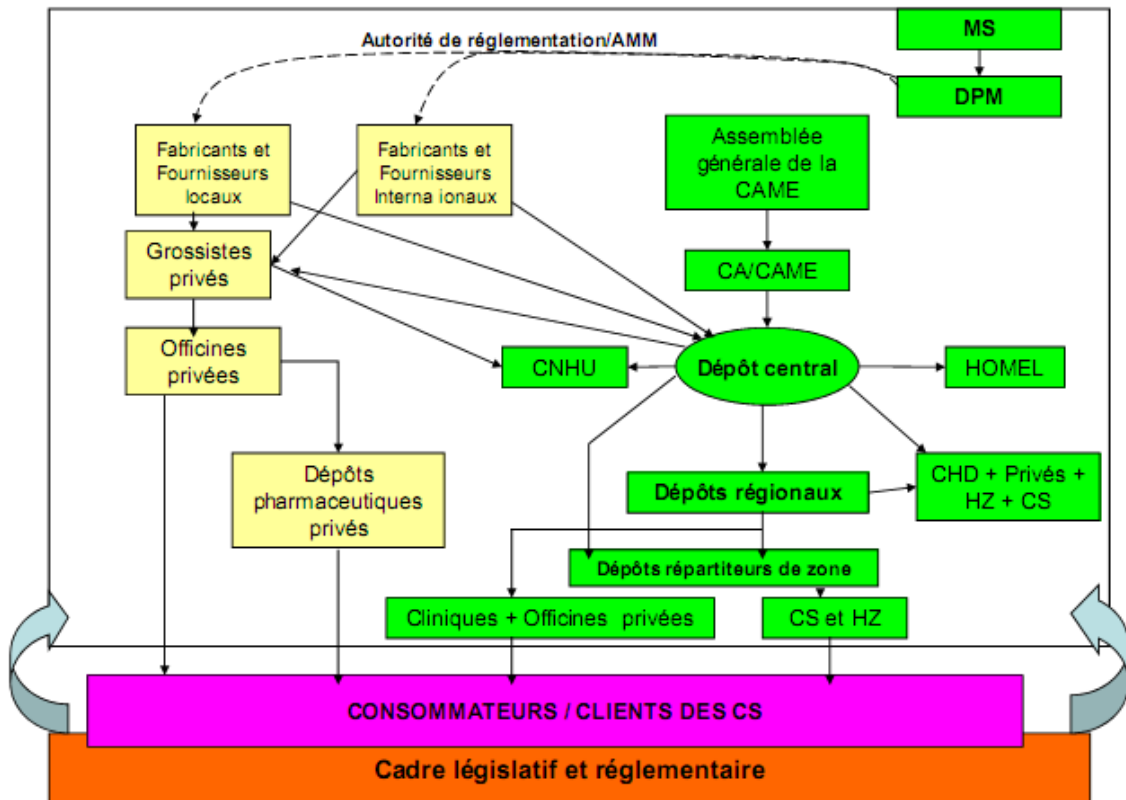 MS
Autorité de réglementation/AMM
DPM
Fabricants et
Fournisseurs
locaux
Fabricants et
Fournisseurs
Interna ionaux
Assemblée
générale de la
CAME
Grossistes
privés
CA/CAME
Officines
privées
CNHU
Dépôt central
HOMEL
Dépôts
pharmaceutiques
privés
Dépôts régionaux
CHD + Privés +
HZ + CS
Dépôts répartiteurs de zone
Cliniques + Officines privées
CS et HZ
CONSOMMATEURS / CLIENTS DES CS
Cadre législatif et réglementaire